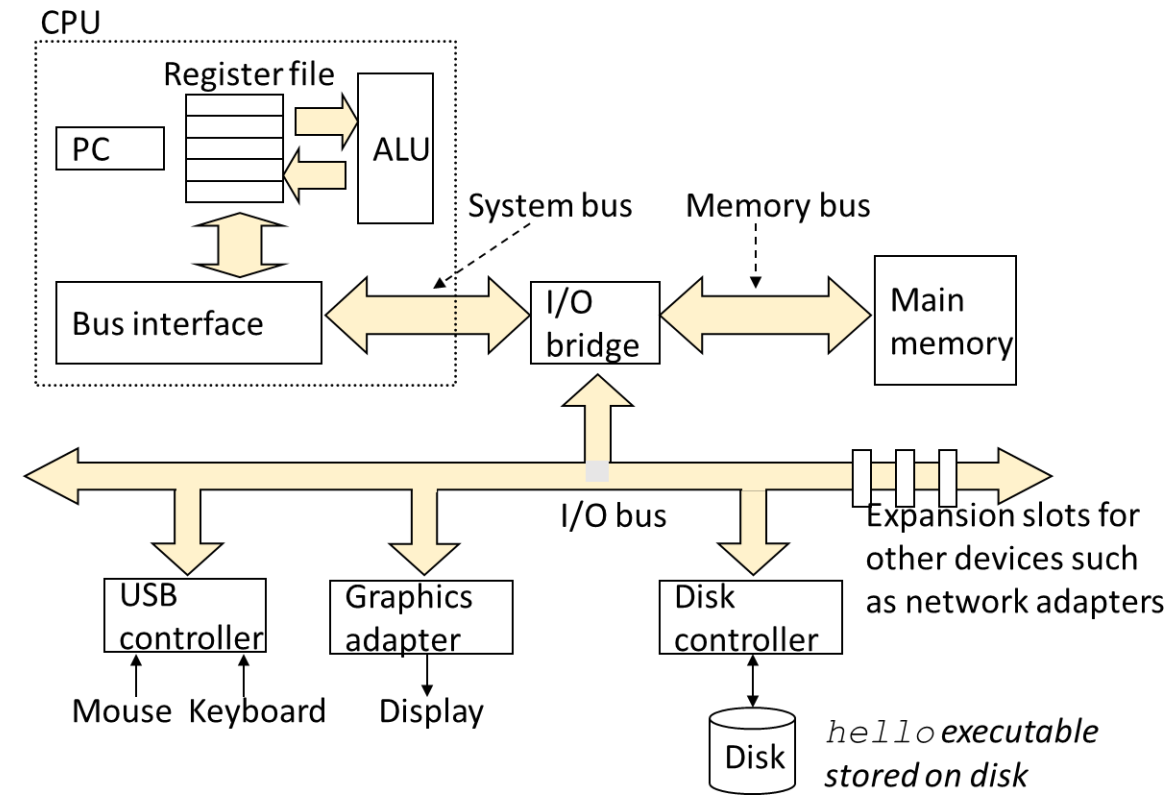 CPU
Register file
PC
ALU
System bus
Memory bus
Bus interface
I/O
bridge
Main
memory
I/O bus
Expansion slots for
other devices such
as network adapters
USB
controller
Graphics
adapter
Disk
controller
Mouse
Keyboard
Display
Disk
hello executable
stored on disk